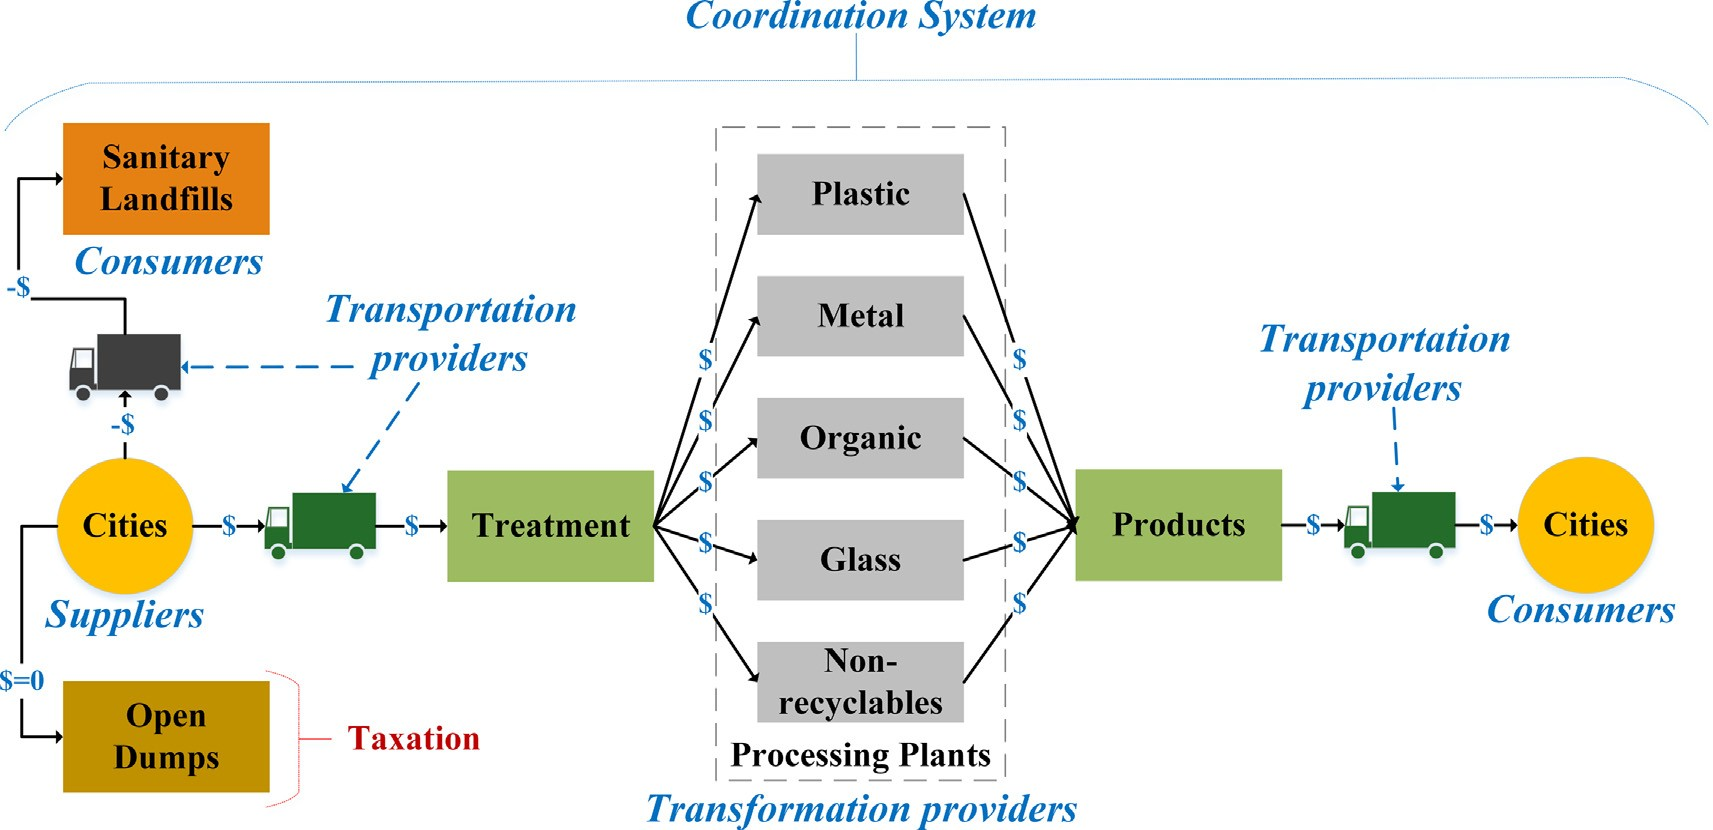 Coordination System
Sanitary
Landfills
Consumers
-$
Transportation
providers
-$
Cities
Suppliers
$
$
Treatment
$=0
Open
Dumps
Taxation
$
$
$
$
$
Plastic
Metal
Organic
Glass
Non-
recyclables
Processing Plants
Transformation providers
$
$
$
$
$
Products
$
Transportation
providers
$
Cities
Consumers